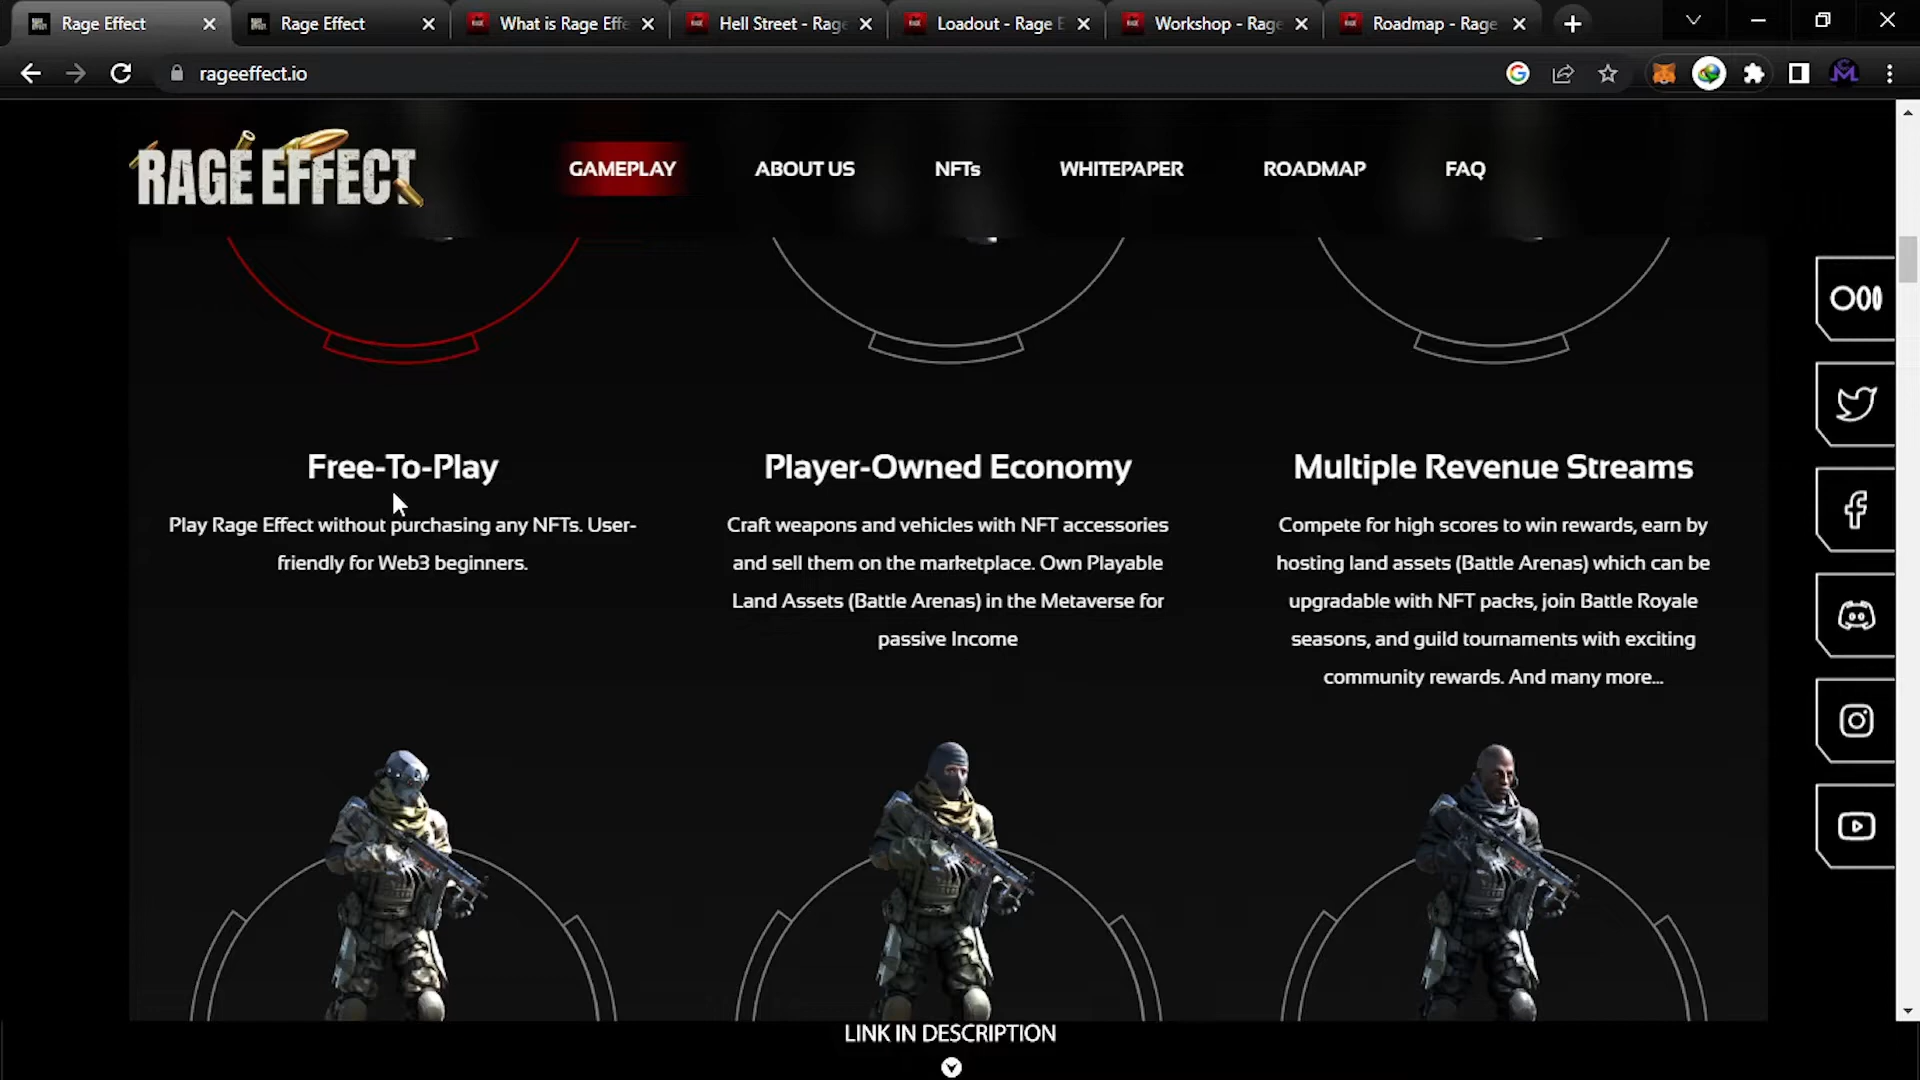 Rage Effect
Rage Effect
What is Rage Effe
Hell Street - Rage
Loadout - Rage E
Workshop - Rage
Roadmap - Rage
rageeffect.io
RAGE EFFECT
GAMEPLAY
ABOUT US
NFTs
WHITEPAPER
ROADMAP
FAQ
Free-To-Play
Play Rage Effect without purchasing any NFTs. User-
friendly for Web3 beginners.
Player-Owned Economy
Craft weapons and vehicles with NFT accessories
and sell them on the marketplace. Own Playable
Land Assets (Battle Arenas) in the Metaverse for
passive Income
Multiple Revenue Streams
Compete for high scores to win rewards, earn by
hosting land assets (Battle Arenas) which can be
upgradable with NFT packs, join Battle Royale
seasons, and guild tournaments with exciting
community rewards. And many more...
LINK IN DESCRIPTION